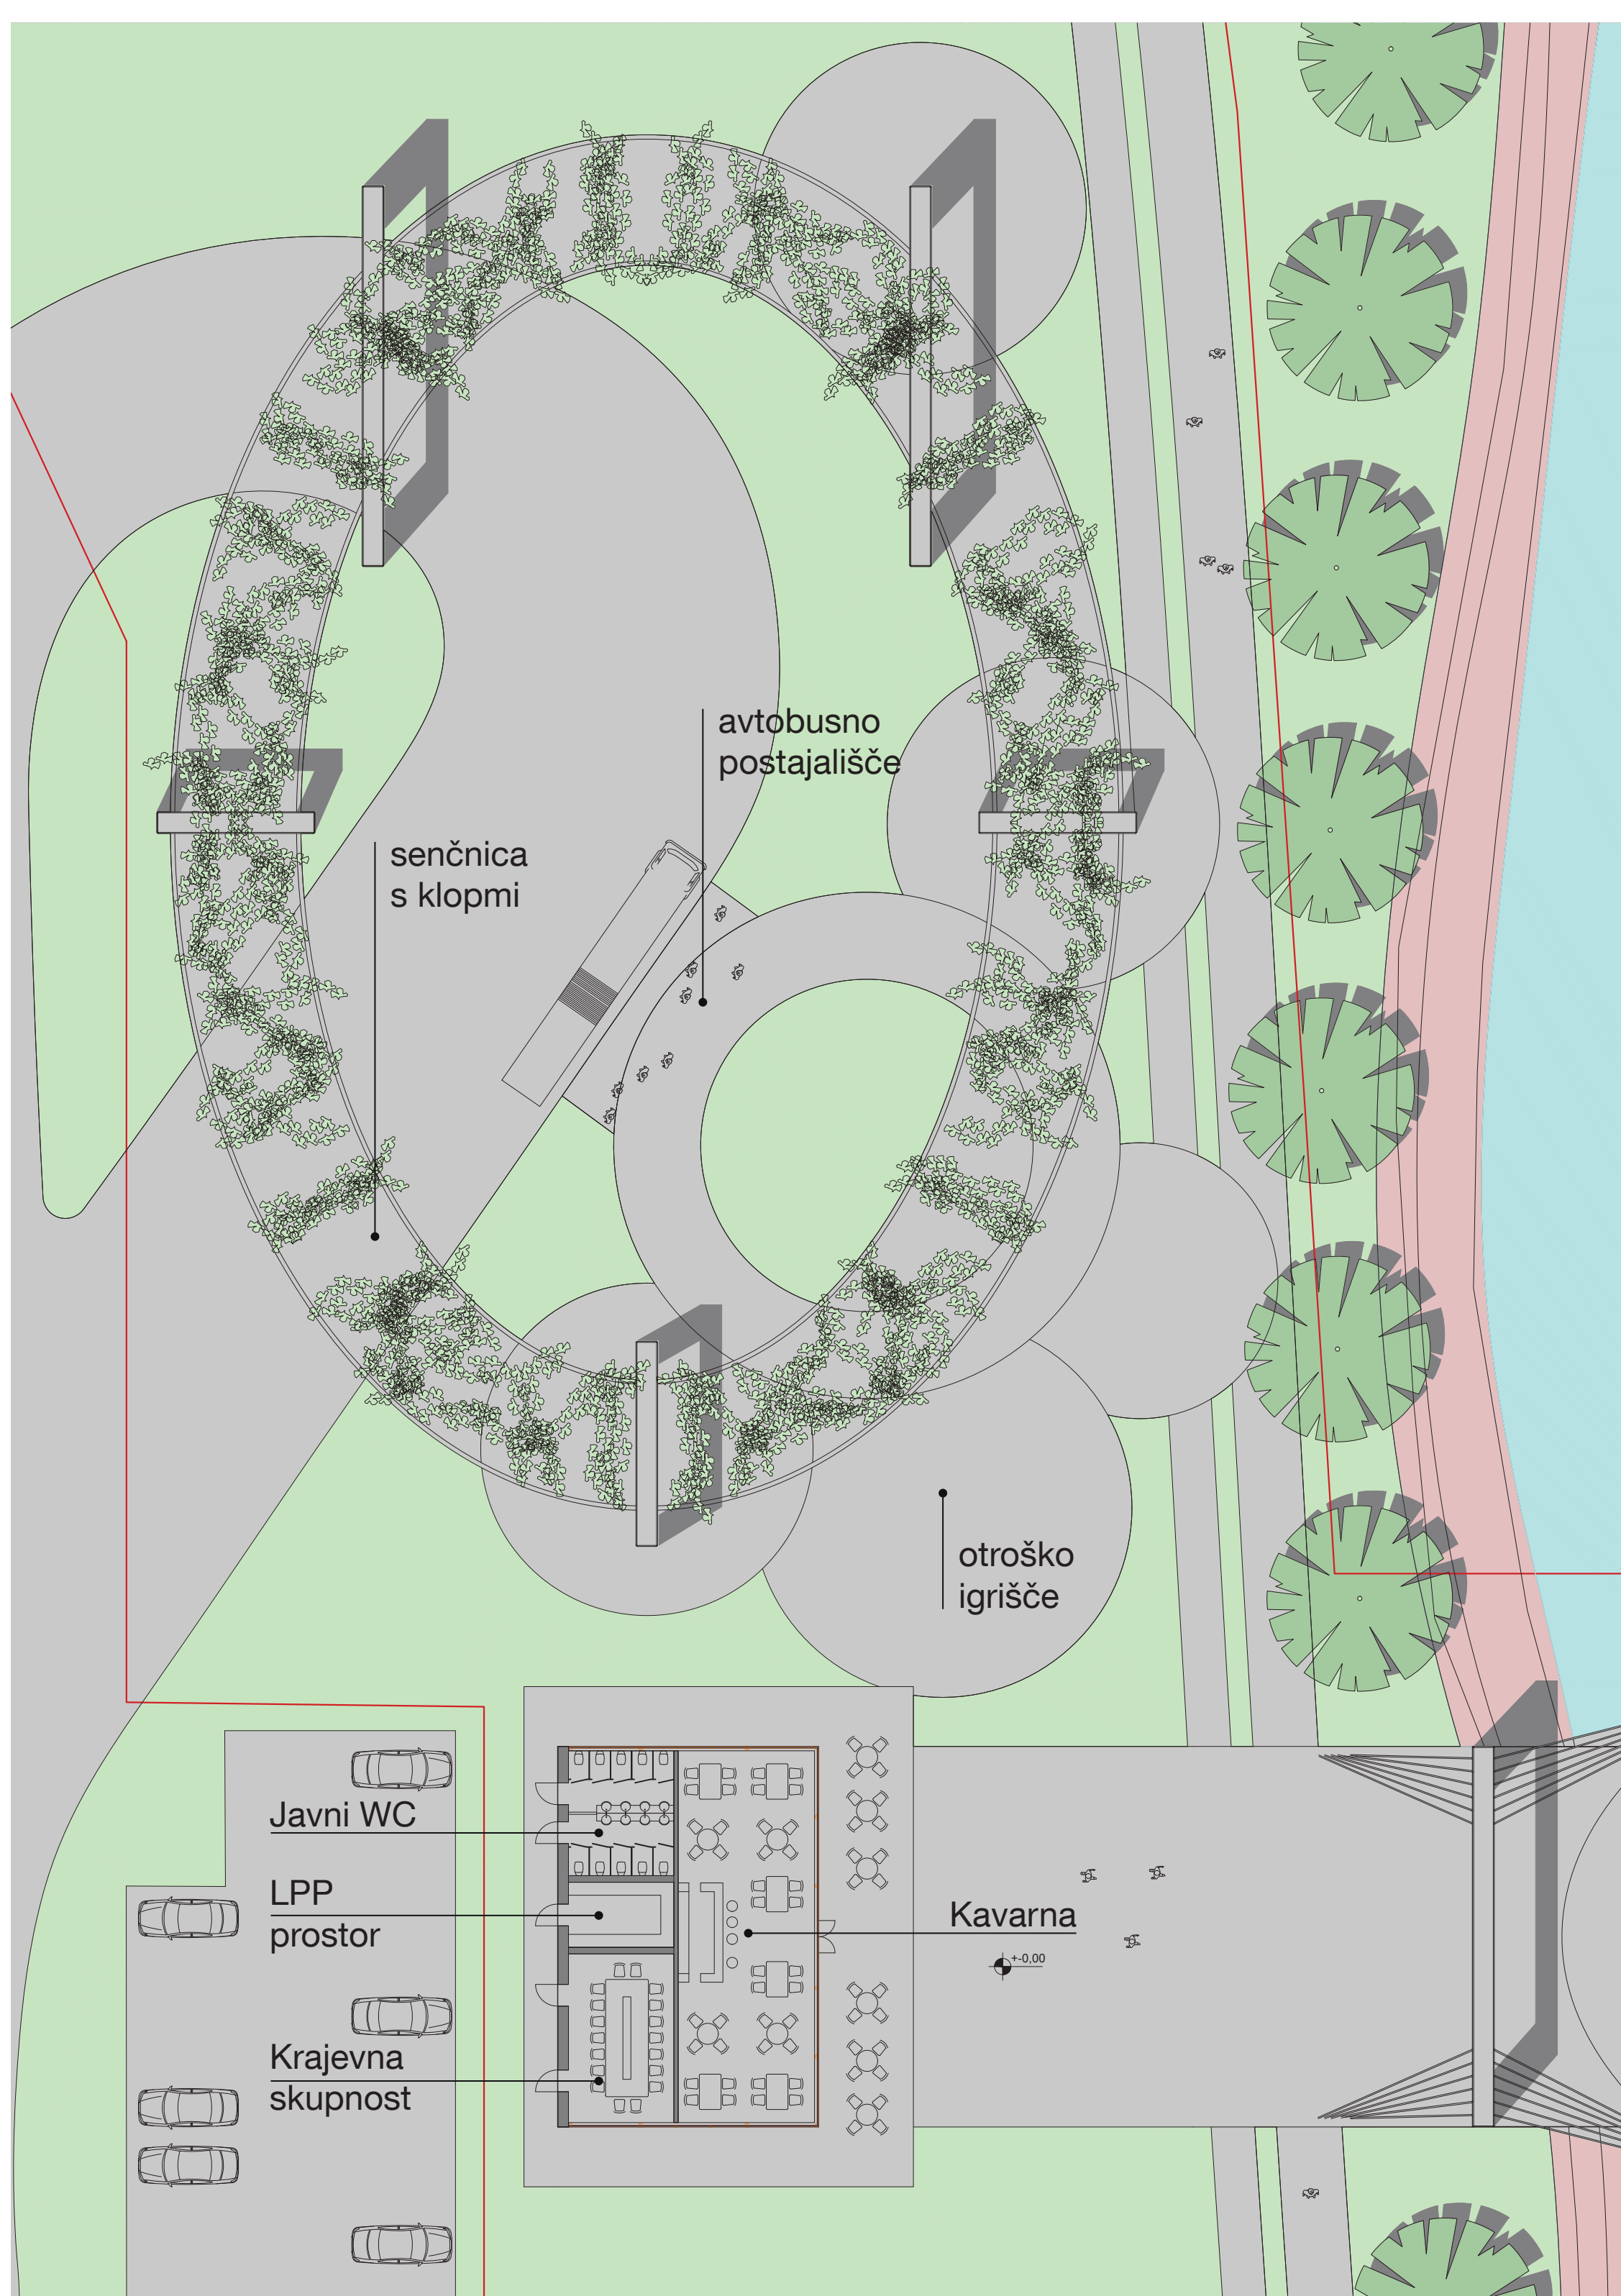 avtobusno
postajališče
senčnica
s klopmi
otroško
igrišče
Javni WC
LPP
prostor
Kavarna
+-0,00
Krajevna
skupnost